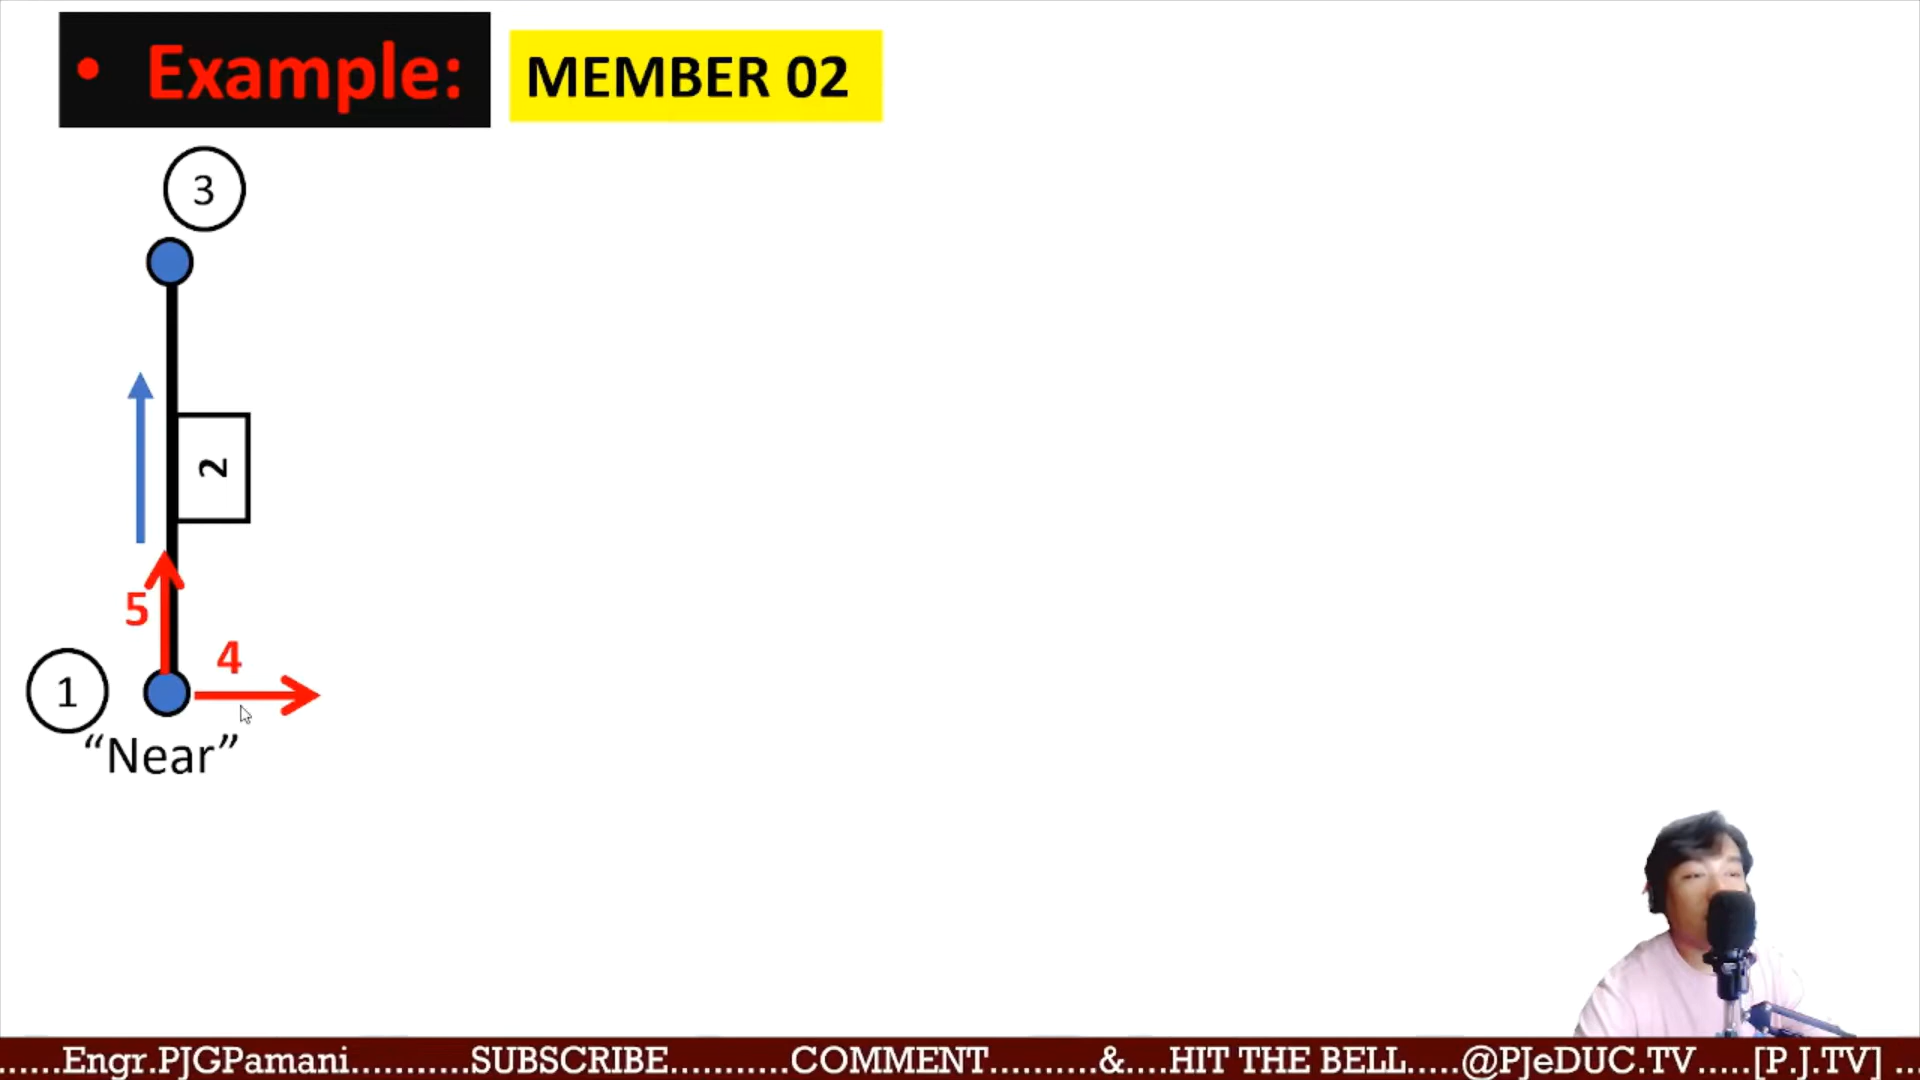 • Example: MEMBER 02
3
2
5
4
1
“Near”
......Engr.PJGPamani...........SUBSCRIBE...........COMMENT..........&....HIT THE BELL.....@PJeDUC.TV.....[P.J.TV] ...